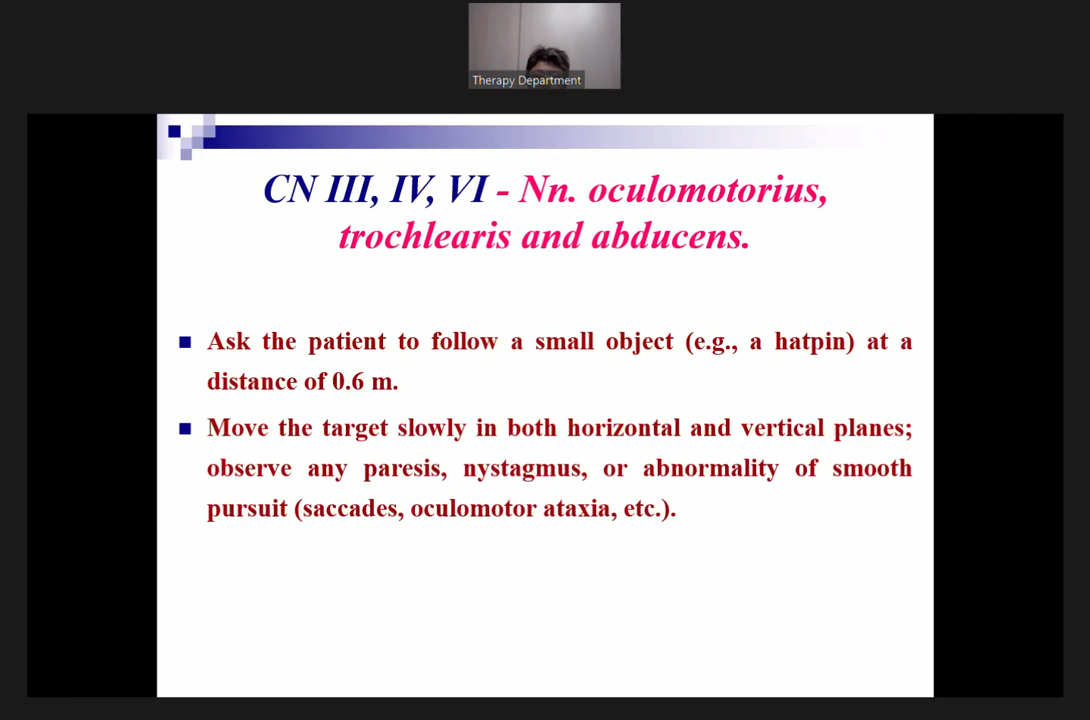 Therapy Department
CN III, IV, VI - Nn. oculomotorius,
trochlearis and abducens.
Ask the patient to follow a small object (e.g., a hatpin) at a
distance of 0.6 m.
Move the target slowly in both horizontal and vertical planes;
observe any paresis, nystagmus, or abnormality of smooth
pursuit (saccades, oculomotor ataxia, etc.).